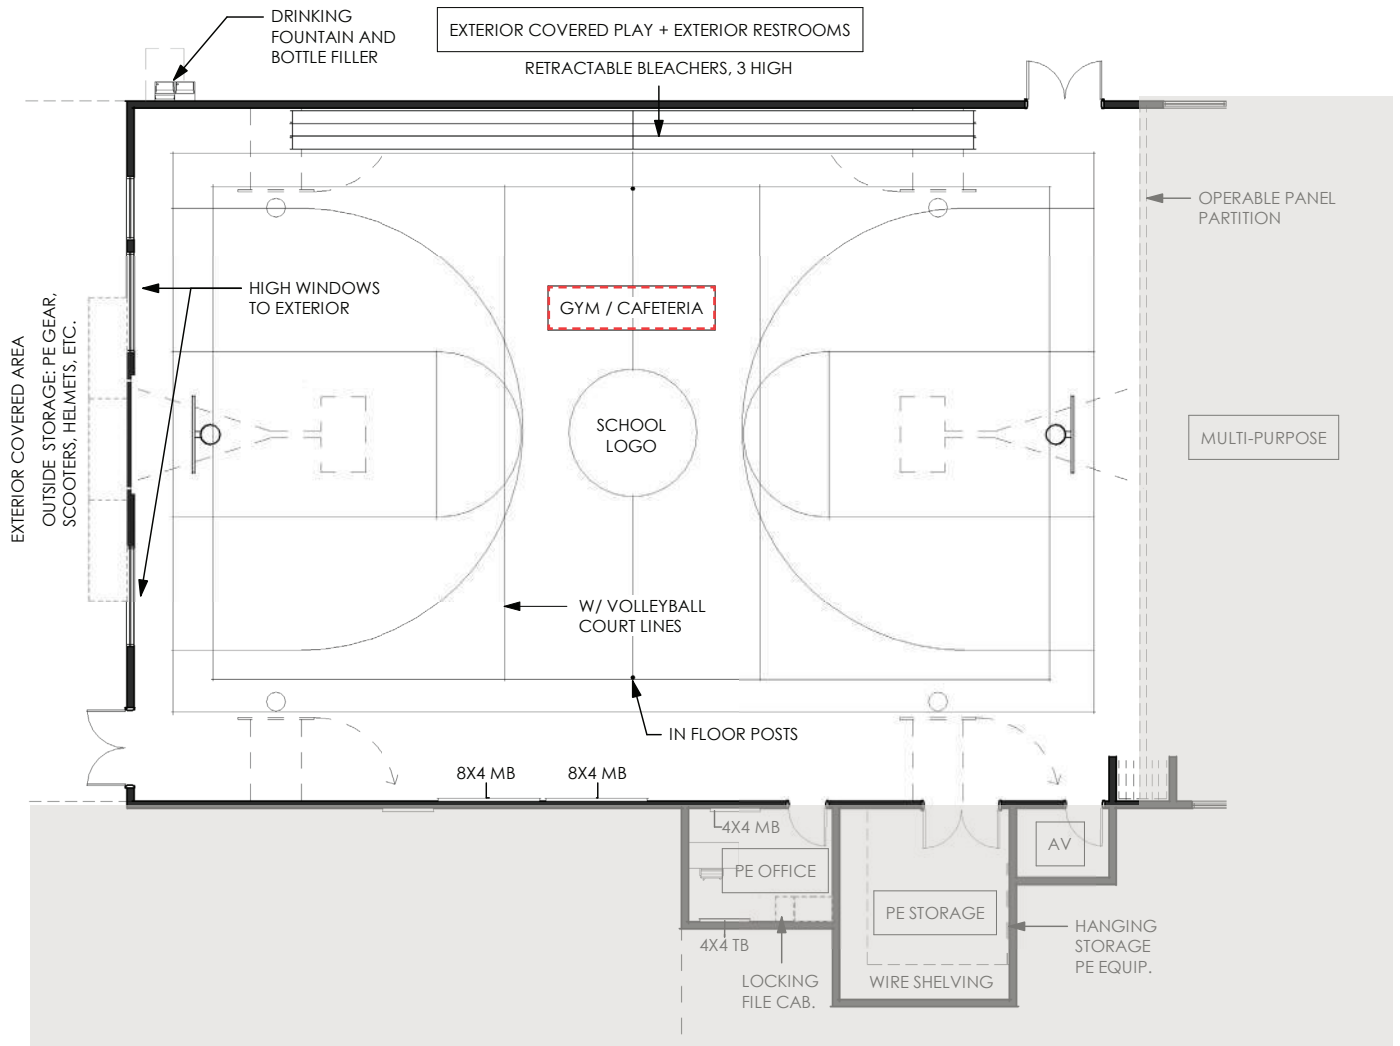 DRINKING
FOUNTAIN AND
BOTTLE FILLER
EXTERIOR COVERED PLAY + EXTERIOR RESTROOMS
RETRACTABLE BLEACHERS, 3 HIGH
OPERABLE PANEL
PARTITION
HIGH WINDOWS
TO EXTERIOR
GYM / CAFETERIA
EXTERIOR COVERED AREA
OUTSIDE STORAGE: PE GEAR,
SCOOTERS, HELMETS, ETC.
SCHOOL
LOGO
MULTI-PURPOSE
W/ VOLLEYBALL
COURT LINES
IN FLOOR POSTS
8X4 MB
8X4 MB
4X4 MB
PE OFFICE
AV
PE STORAGE
4X4 TB
LOCKING
FILE CAB.
WIRE SHELVING
HANGING
STORAGE
PE EQUIP.